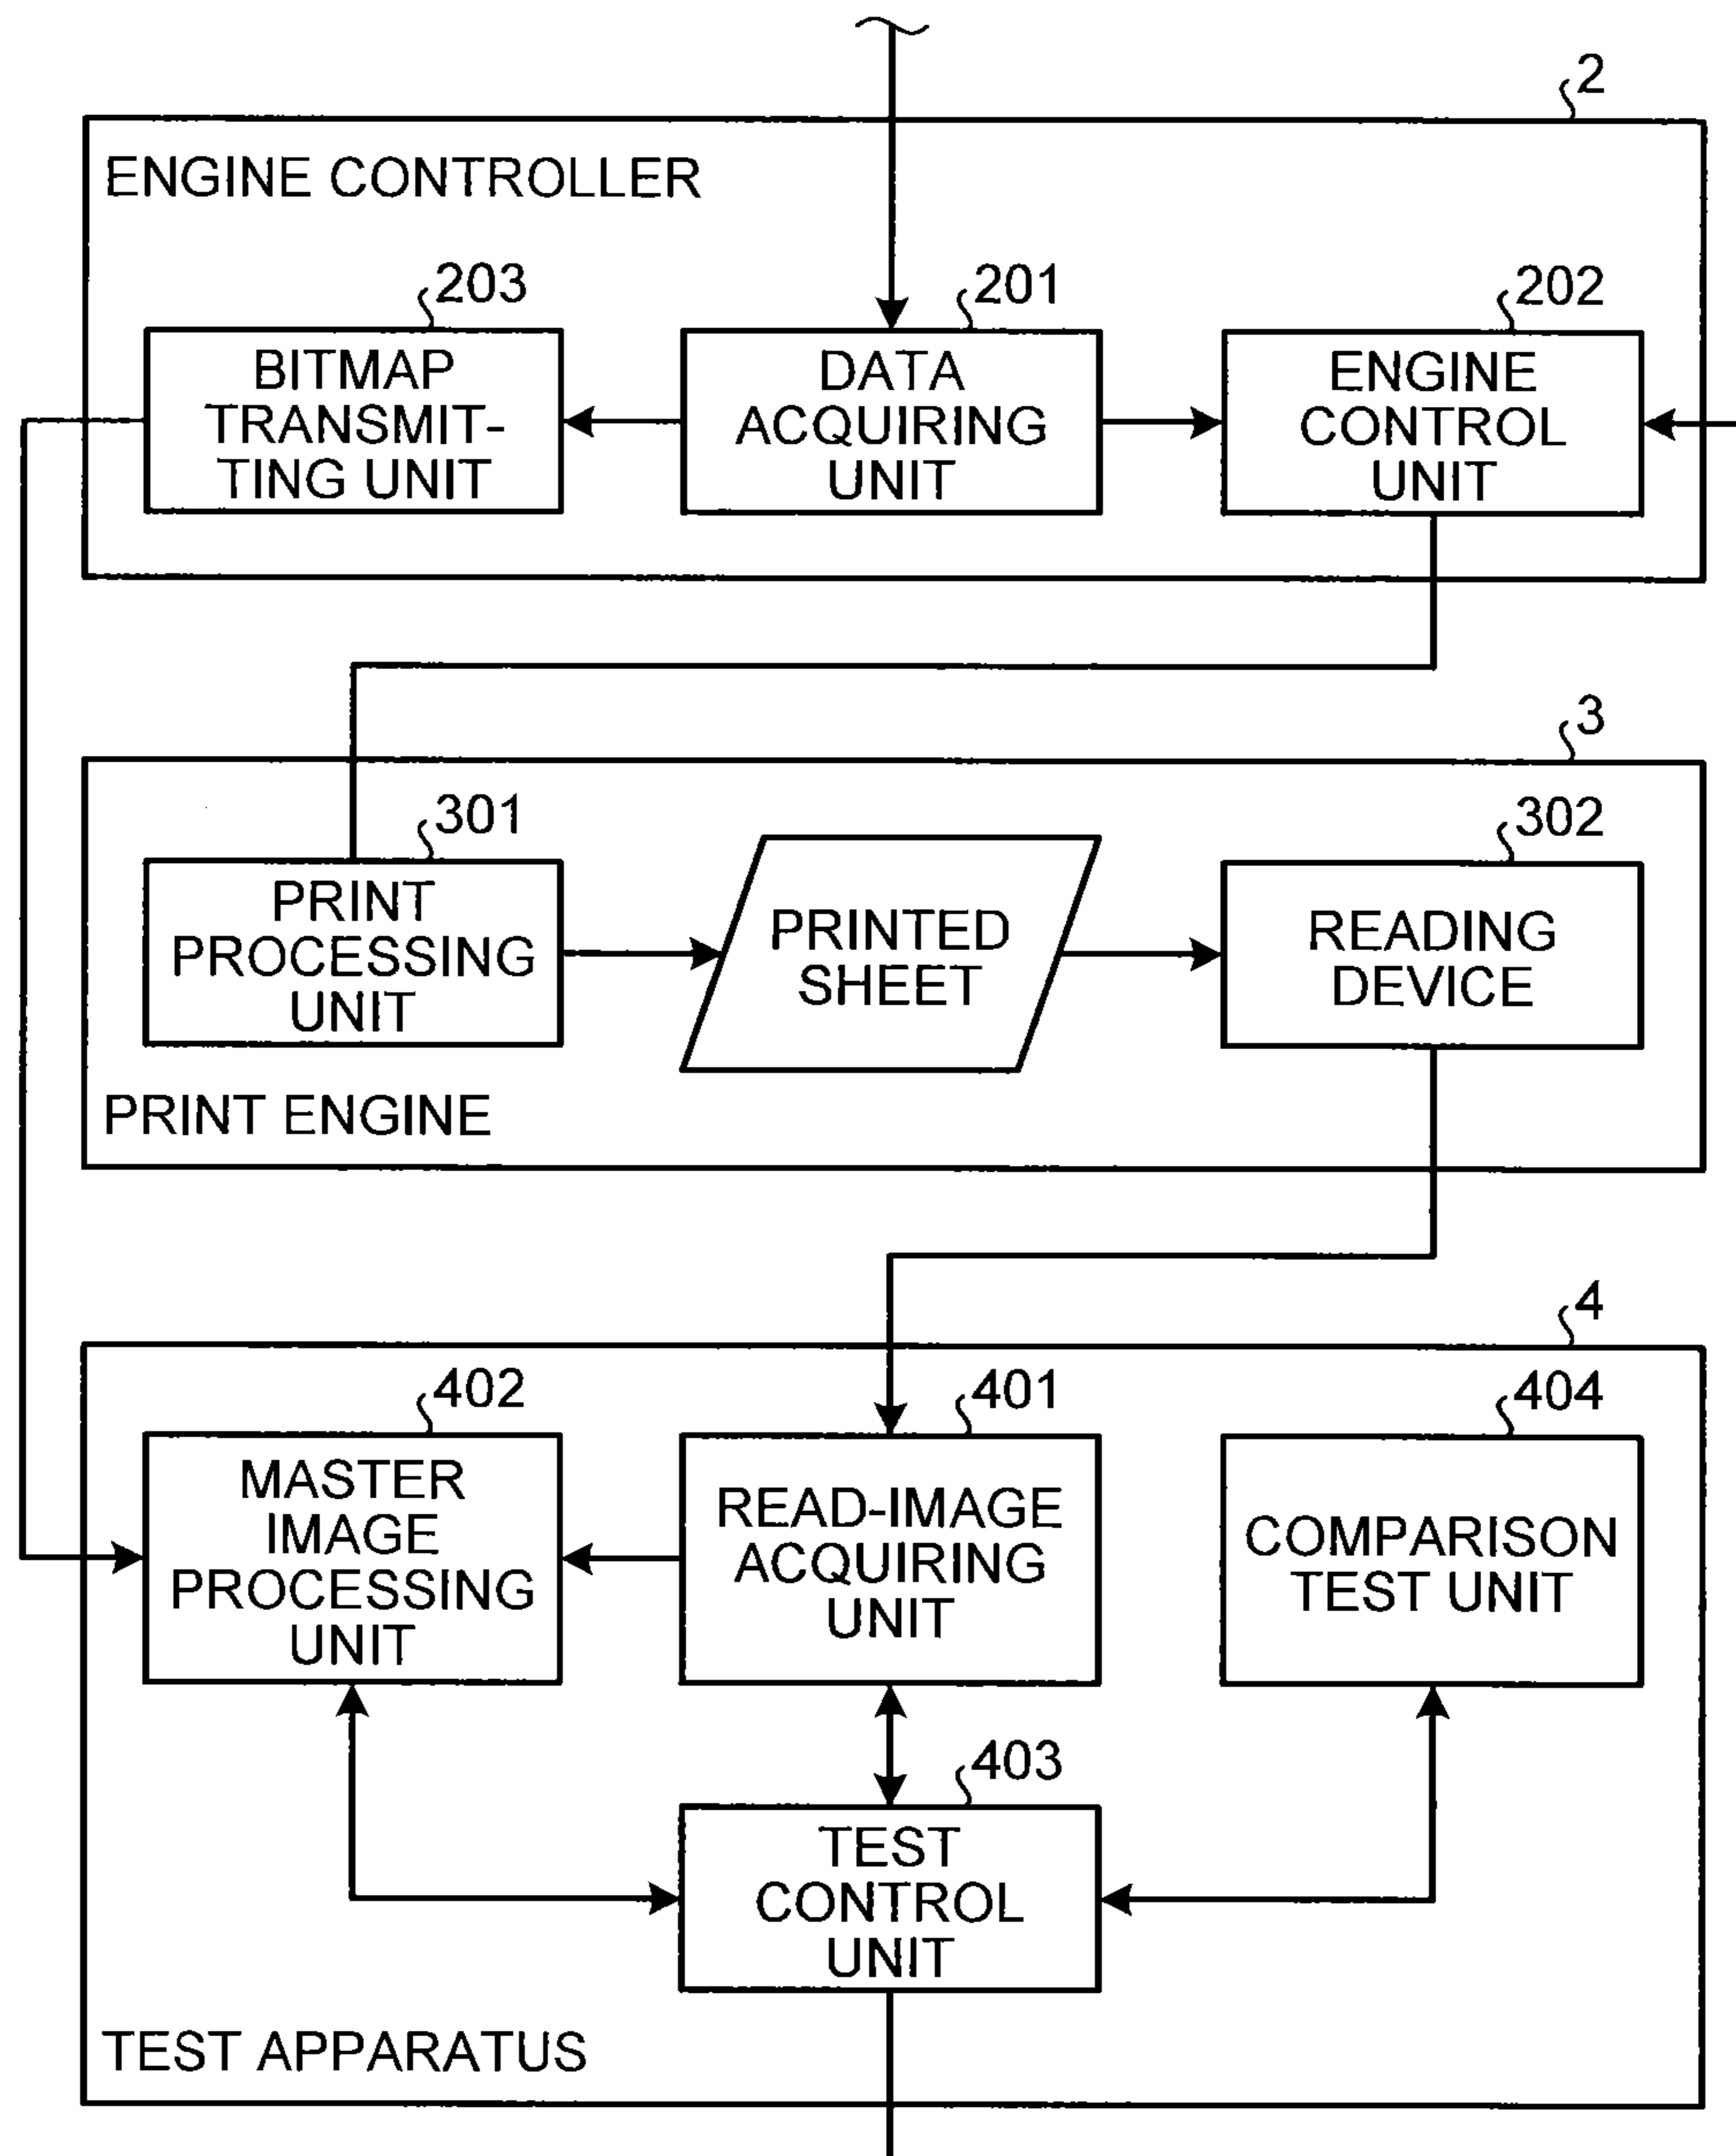 2
ENGINE CONTROLLER
203
201
202
BITMAP
TRANSMIT-
TING UNIT
DATA
ACQUIRING
UNIT
ENGINE
CONTROL
UNIT
3
301
302
PRINT
PROCESSING
UNIT
PRINTED
SHEET
READING
DEVICE
PRINT ENGINE
4
402
401
404
MASTER
IMAGE
PROCESSING
UNIT
READ-IMAGE
ACQUIRING
UNIT
COMPARISON
TEST UNIT
403
TEST
CONTROL
UNIT
TEST APPARATUS